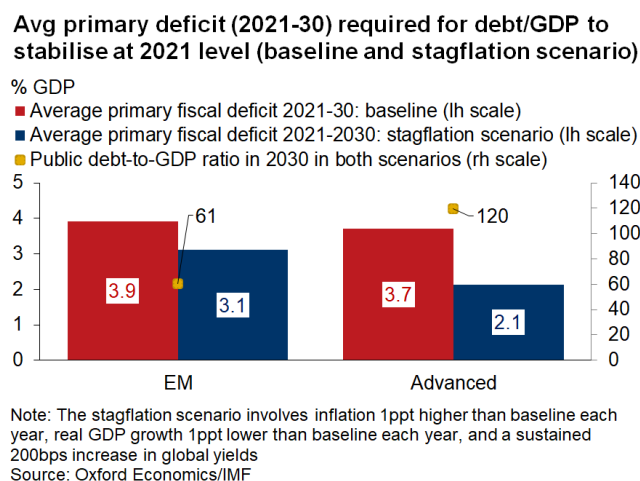 Avg primary deficit (2021-30) required for debt/GDP to
stabilise at 2021 level (baseline and stagflation scenario)
% GDP
Average primary fiscal deficit 2021-30: baseline (lh scale)
Average primary fiscal deficit 2021-2030: stagflation scenario (lh scale)
Public debt-to-GDP ratio in 2030 in both scenarios (rh scale)
5 140
4 61 120 120
100
3 80
3.9 3.7
2 3.1 60
2.1 40
1 20
0 0
EM Advanced
Note: The stagflation scenario involves inflation 1ppt higher than baseline each
year, real GDP growth 1ppt lower than baseline each year, and a sustained
200bps increase in global yields
Source: Oxford Economics/IMF